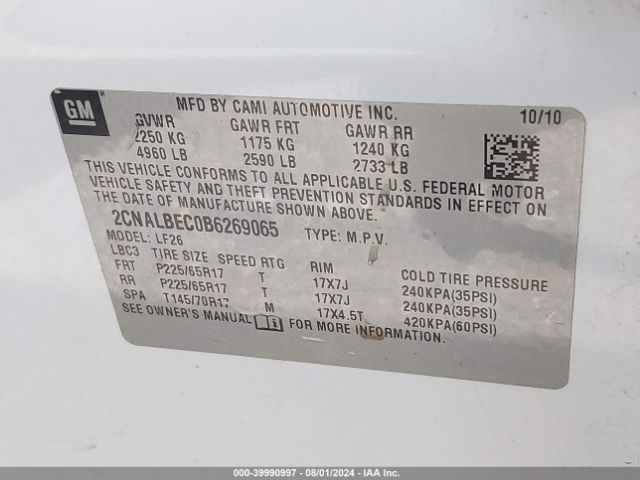 GM
MFD BY CAMI AUTOMOTIVE INC. 10/10
GVWR GAWR FRT GAWR RR
2250 KG 1175 KG 1240 KG
4960 LB 2590 LB 2733 LB
THIS VEHICLE CONFORMS TO ALL APPLICABLE U.S. FEDERAL MOTOR
VEHICLE SAFETY AND THEFT PREVENTION STANDARDS IN EFFECT ON
THE DATE OF MANUFACTURE SHOWN ABOVE.
2CNALBEC0B6269065 TYPE: M.P.V.
MODEL: LF26
LBC3 TIRE SIZE SPEED RTG RIM COLD TIRE PRESSURE
FRT P225/65R17 T 17X7J 240KPA(35PSI)
RR P225/65R17 T 17X7J 240KPA(35PSI)
SPA T145/70R17 M 17X4.5T 420KPA(60PSI)
SEE OWNER'S MANUAL FOR MORE INFORMATION.
000-39990997 - 08/01/2024 - IAA Inc.